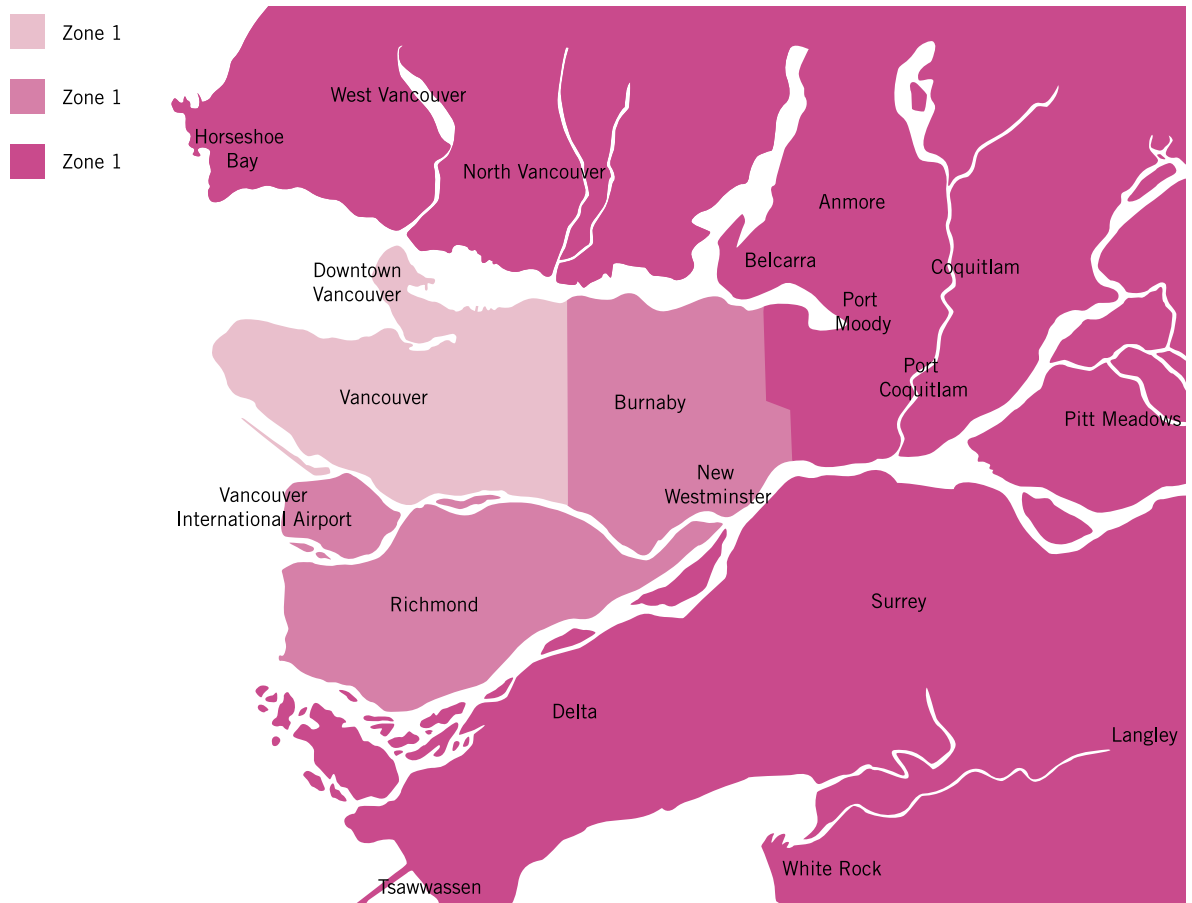 Zone 1
Zone 1
Zone 1
West Vancouver
Horseshoe
Bay
North Vancouver
Anmore
Belcarra
Coquitlam
Downtown
Vancouver
Port
Moody
Port
Coquitlam
Vancouver
Burnaby
Pitt Meadows
New
Westminster
Vancouver
International Airport
Richmond
Surrey
Delta
Langley
White Rock
Tsawwassen